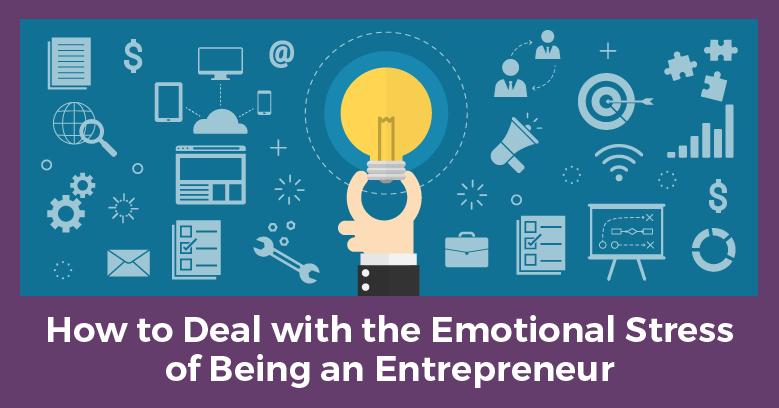 $
@
$
How to Deal with the Emotional Stress
of Being an Entrepreneur